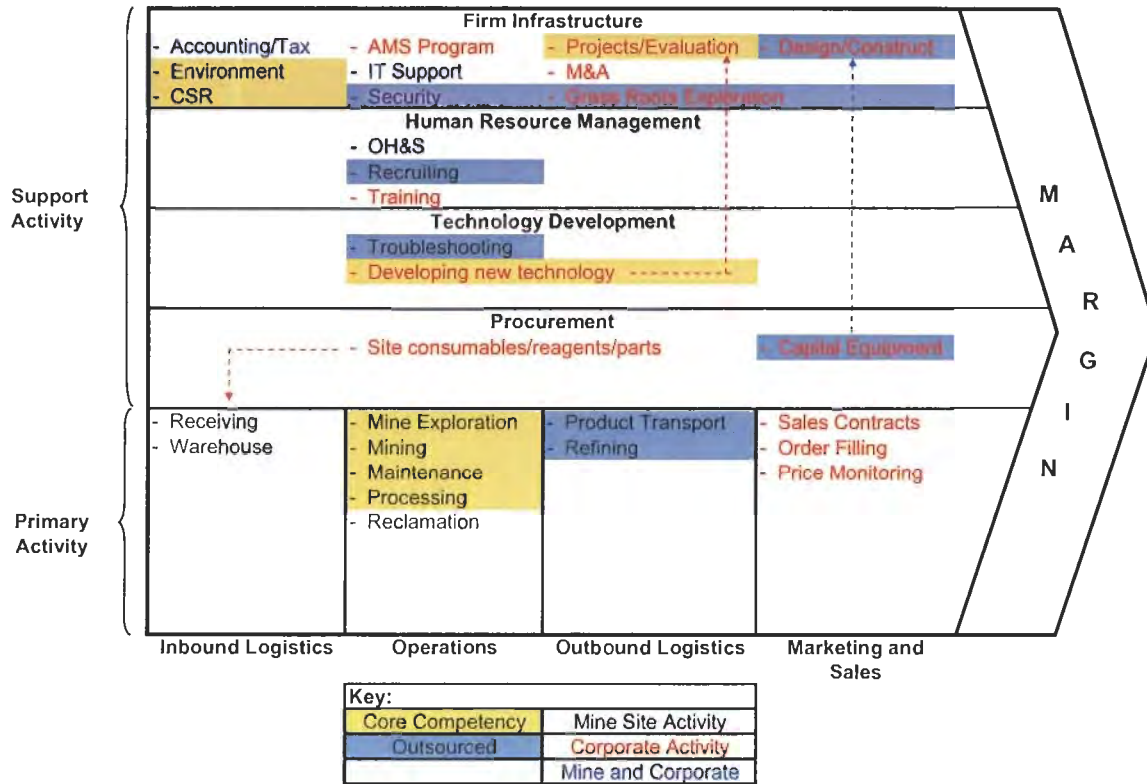 Firm Infrastructure
- Accounting/Tax - AMS Program - Projects/Evaluation - Design/Construct
- Environment - IT Support - M&A
- CSR - Security - Grass Roots Exploration
Human Resource Management
- OH&S
- Recruiting
- Training
Support
Activity
Technology Development
- Troubleshooting
- Developing new technology
Procurement
- Site consumables/reagents/parts - Capital Equipment
MARGIN
- Receiving - Mine Exploration - Product Transport - Sales Contracts
- Warehouse - Mining - Refining - Order Filling
- Maintenance - Price Monitoring
- Processing
- Reclamation
Primary
Activity
Inbound Logistics Operations Outbound Logistics Marketing and
Sales
Key:
Core Competency Mine Site Activity
Outsourced Corporate Activity
Mine and Corporate